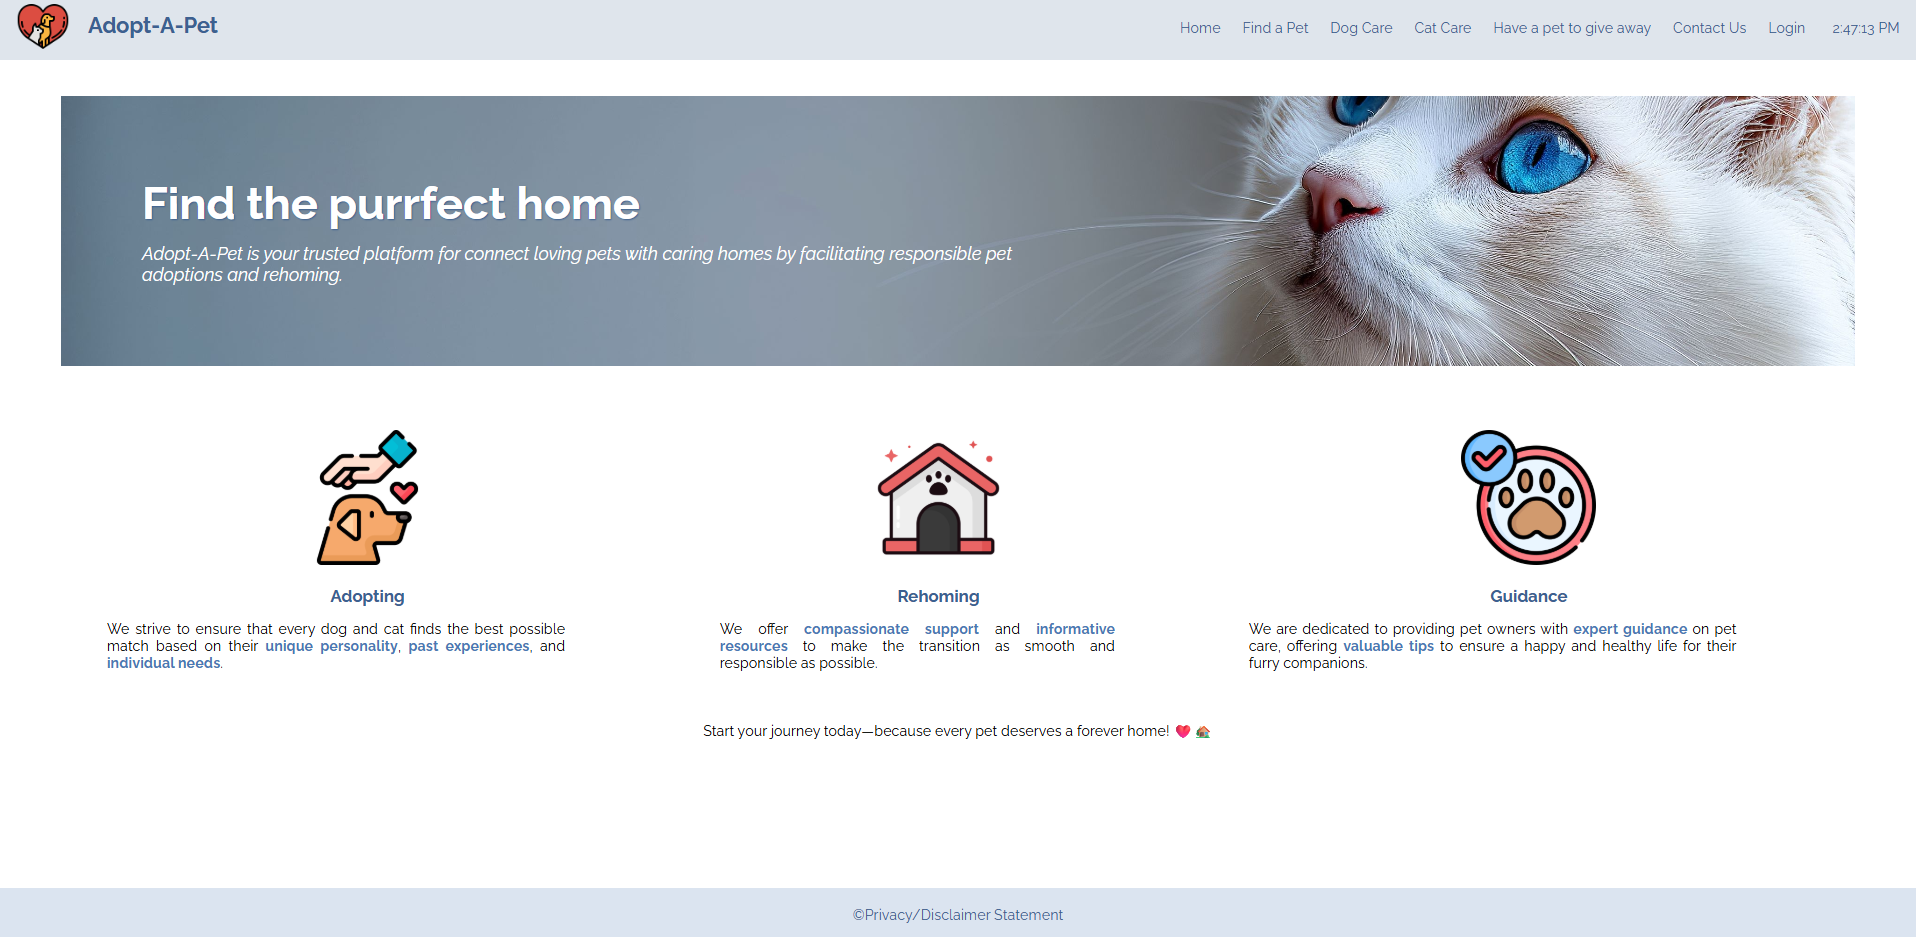 Adopt-A-Pet
Home Find a Pet Dog Care Cat Care Have a pet to give away Contact Us Login 2:47:13 PM
Find the purrfect home
Adopt-A-Pet is your trusted platform for connect loving pets with caring homes by facilitating responsible pet
adoptions and rehoming.
Adopting
We strive to ensure that every dog and cat finds the best possible
match based on their unique personality, past experiences, and
individual needs.
Rehoming
We offer compassionate support and informative
resources to make the transition as smooth and
responsible as possible.
Guidance
We are dedicated to providing pet owners with expert guidance on pet
care, offering valuable tips to ensure a happy and healthy life for their
furry companions.
Start your journey today—because every pet deserves a forever home! ❤️ 🏡
©Privacy/Disclaimer Statement